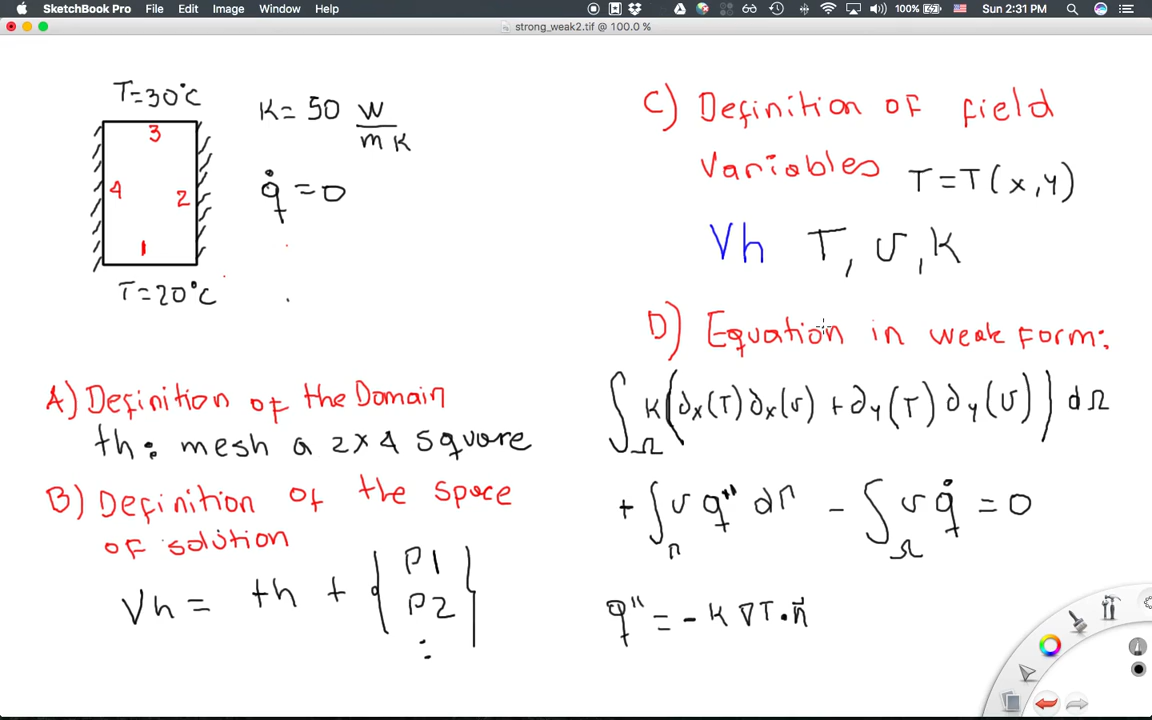 SketchBook Pro File Edit Image Window Help 100% Sun 2:31 PM
strong_weak2.tif @ 100.0 %
T=30°C
3
4
2
1
T=20°C
K = 50 W/mK
q̇ = 0
A) Definition of the Domain
th: mesh a 2x4 square
B) Definition of the space
of solution
Vh = th + { P1
P2
⋮ }
C) Definition of field
Variables T=T(x,y)
Vh T, v, K
D) Equation in weak form:
∫Ω K(∂x(T)∂x(v) + ∂y(T)∂y(v)) dΩ
+ ∫Γ v q" dΓ - ∫Ω v q̇ = 0
q" = -K ∇T·n⃗